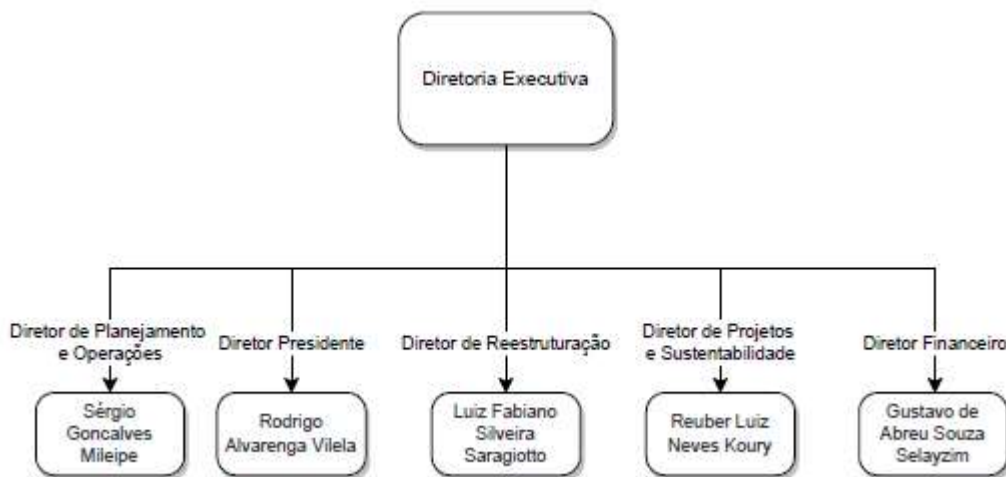 Diretoria Executiva
Diretor de Planejamento
e Operações
Diretor Presidente
Diretor de Reestruturação
Diretor de Projetos
e Sustentabilidade
Diretor Financeiro
Sérgio
Goncalves
Mileipe
Rodrigo
Alvarenga Vilela
Luiz Fabiano
Silveira
Saragiotto
Reuber Luiz
Neves Koury
Gustavo de
Abreu Souza
Selayzim